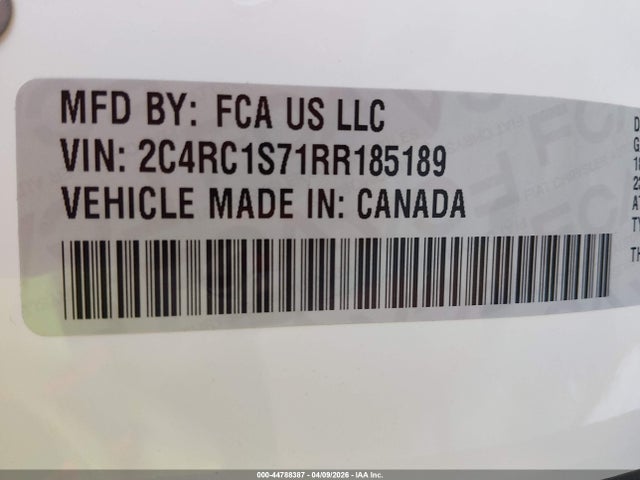 MFD BY: FCA US LLC
VIN: 2C4RC1S71RR185189
VEHICLE MADE IN: CANADA
000-44788387 - 04/09/2026 - IAA Inc.